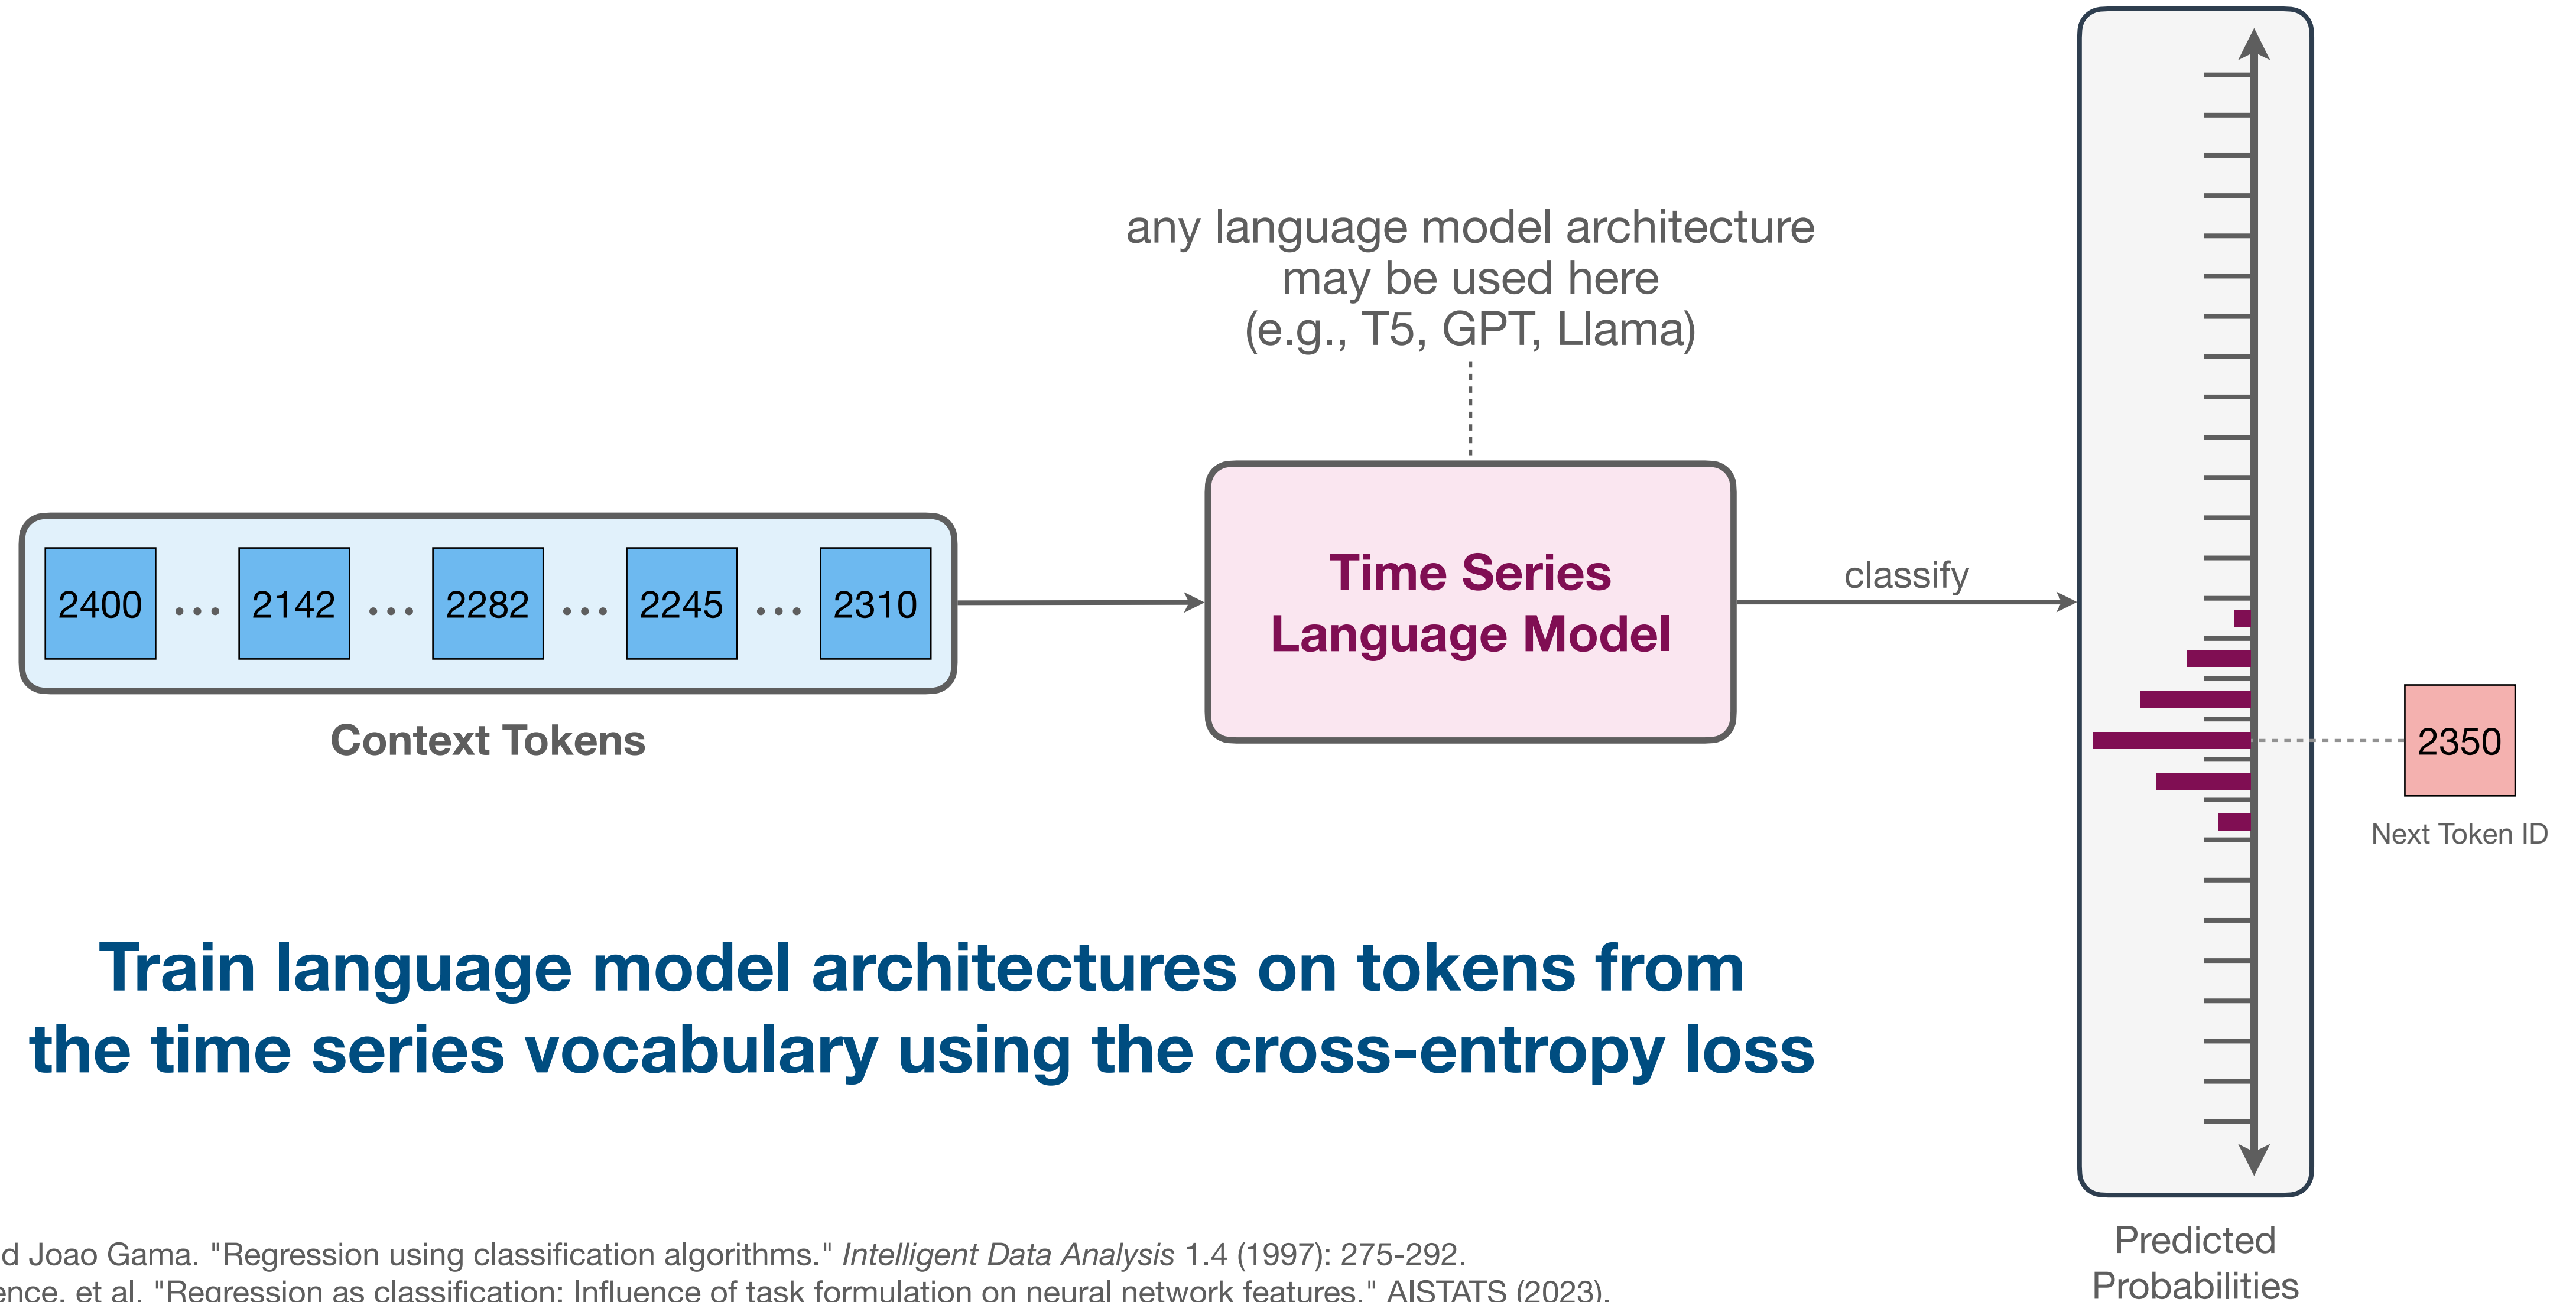 any language model architecture
may be used here
(e.g., T5, GPT, Llama)
2400 ... 2142 ... 2282 ... 2245 ... 2310
Context Tokens
Time Series
Language Model
classify
2350
Next Token ID
Train language model architectures on tokens from
the time series vocabulary using the cross-entropy loss
Predicted
Probabilities
d Joao Gama. "Regression using classification algorithms." Intelligent Data Analysis 1.4 (1997): 275-292.
ence, et al. "Regression as classification: Influence of task formulation on neural network features." AISTATS (2023).